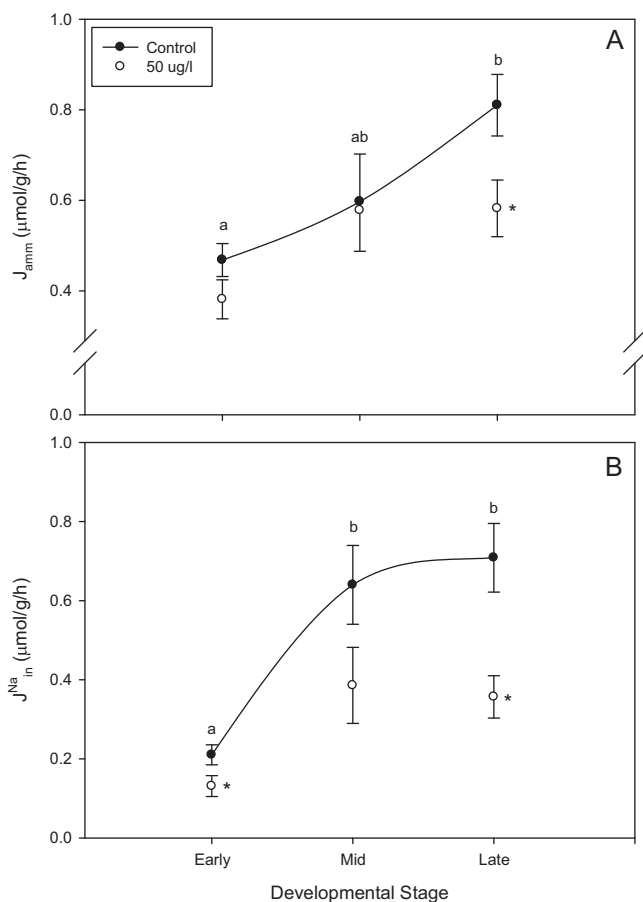 A
Control
50 ug/l
1.0
0.8
0.6
0.4
0.0
J_amm (μmol/g/h)
a
ab
b
*
B
1.0
0.8
0.6
0.4
0.2
0.0
J^Na_in (μmol/g/h)
a
*
b
b
*
Early Mid Late
Developmental Stage